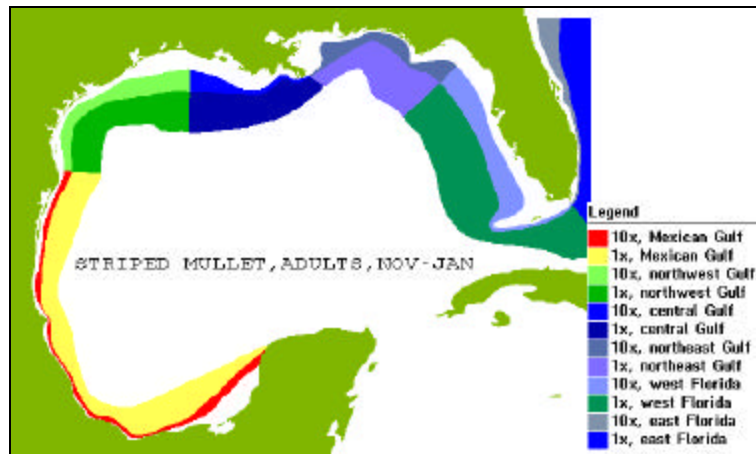 STRIPED MULLET, ADULTS, NOV-JAN
Legend
10x, Mexican Gulf
1x, Mexican Gulf
10x, northwest Gulf
1x, northwest Gulf
10x, central Gulf
1x, central Gulf
10x, northeast Gulf
1x, northeast Gulf
10x, west Florida
1x, west Florida
10x, east Florida
1x, east Florida